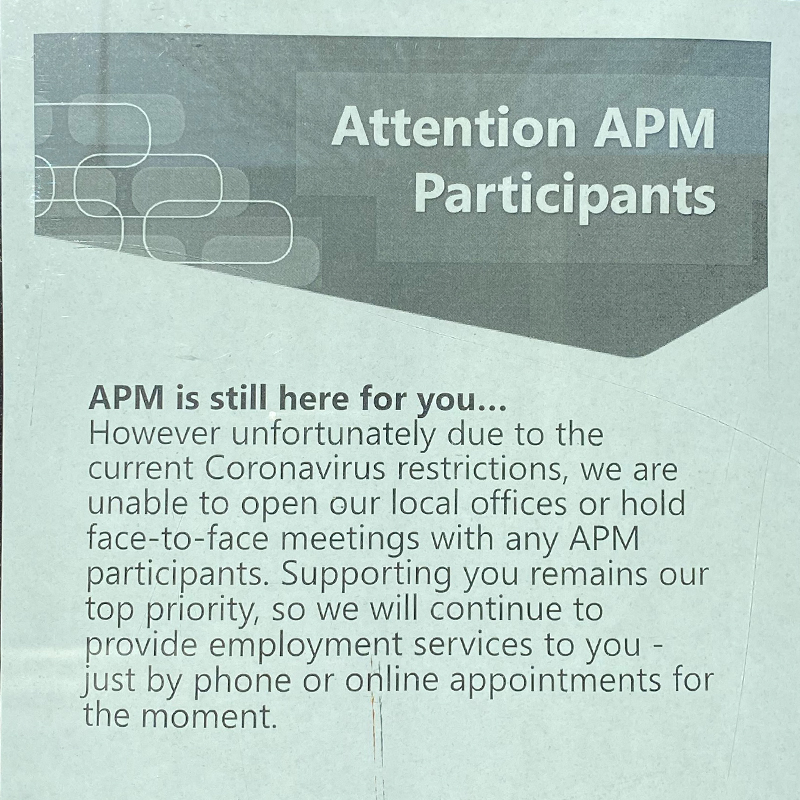 Attention APM
Participants
APM is still here for you...
However unfortunately due to the
current Coronavirus restrictions, we are
unable to open our local offices or hold
face-to-face meetings with any APM
participants. Supporting you remains our
top priority, so we will continue to
provide employment services to you -
just by phone or online appointments for
the moment.